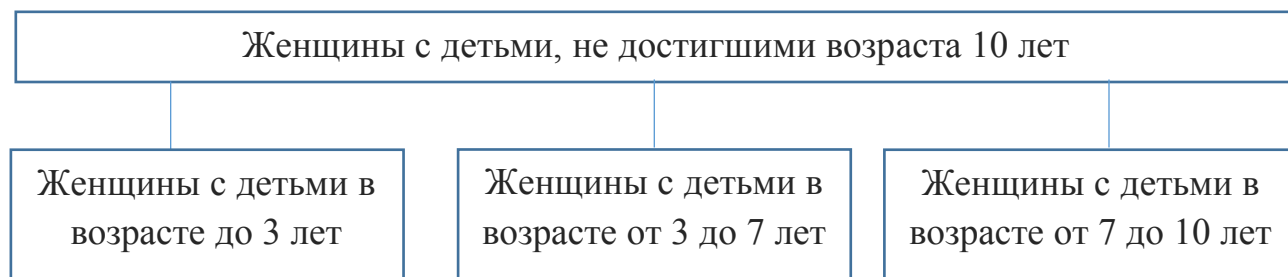 Женщины с детьми, не достигшими возраста 10 лет
Женщины с детьми в
возрасте до 3 лет
Женщины с детьми в
возрасте от 3 до 7 лет
Женщины с детьми в
возрасте от 7 до 10 лет